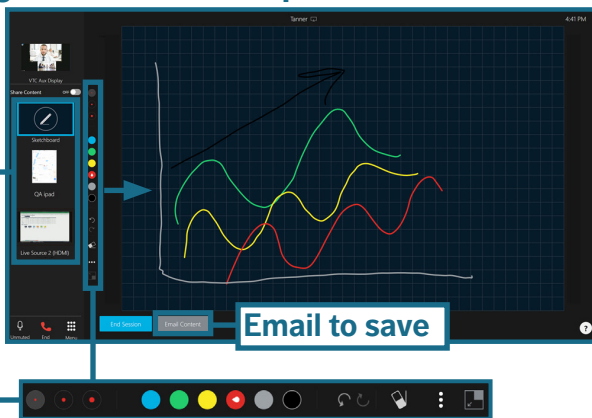 Tanner
4:41 PM
VTC Aux Display
Share Content OFF
Sketchboard
QA ipad
Live Source 2 (HDMI)
Unmuted End Menu
End Session Email Content
Email to save
?